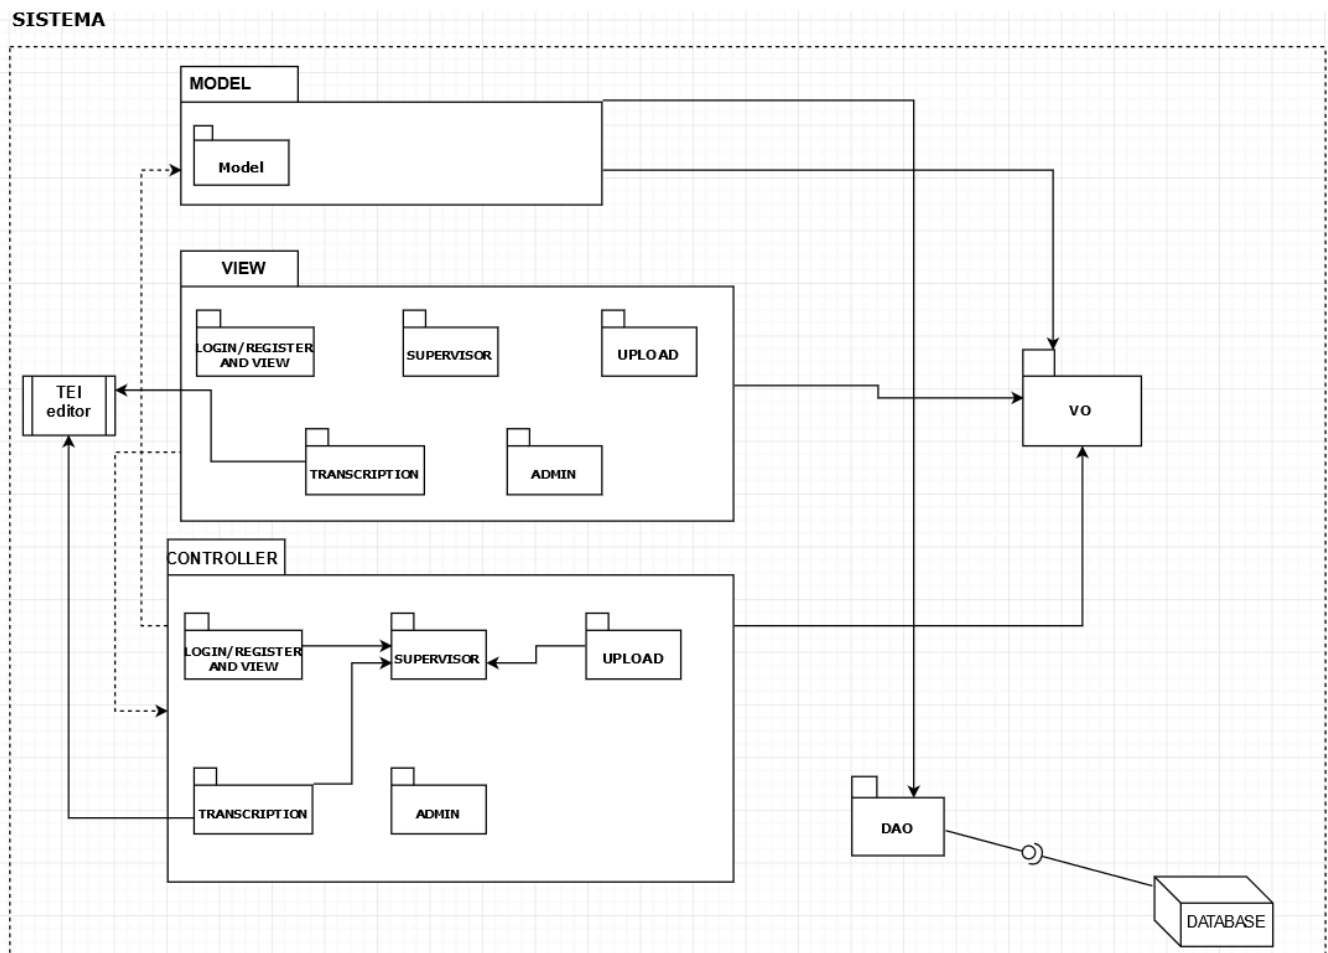 SISTEMA
MODEL
Model
VIEW
LOGIN/REGISTER
AND VIEW
SUPERVISOR
UPLOAD
TEI
editor
VO
TRANSCRIPTION
ADMIN
CONTROLLER
LOGIN/REGISTER
AND VIEW
SUPERVISOR
UPLOAD
TRANSCRIPTION
ADMIN
DAO
DATABASE